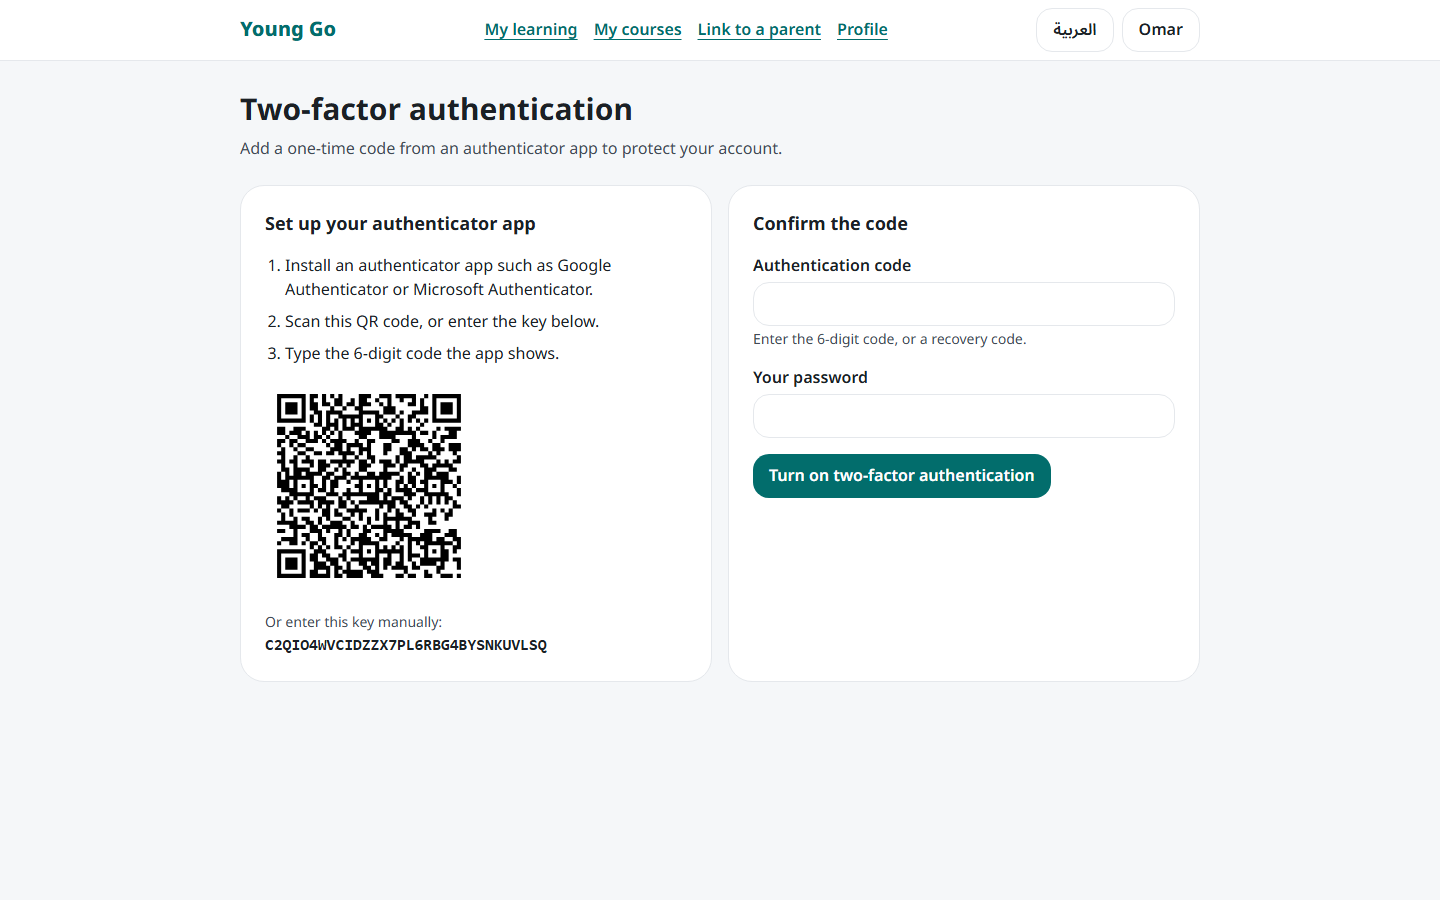 Young Go
My learning
My courses
Link to a parent
Profile
العربية
Omar
Two-factor authentication
Add a one-time code from an authenticator app to protect your account.
Set up your authenticator app
1. Install an authenticator app such as Google
Authenticator or Microsoft Authenticator.
2. Scan this QR code, or enter the key below.
3. Type the 6-digit code the app shows.
Or enter this key manually:
C2QIO4WVCIDZZX7PL6RBG4BYSNKUVLSQ
Confirm the code
Authentication code
Enter the 6-digit code, or a recovery code.
Your password
Turn on two-factor authentication